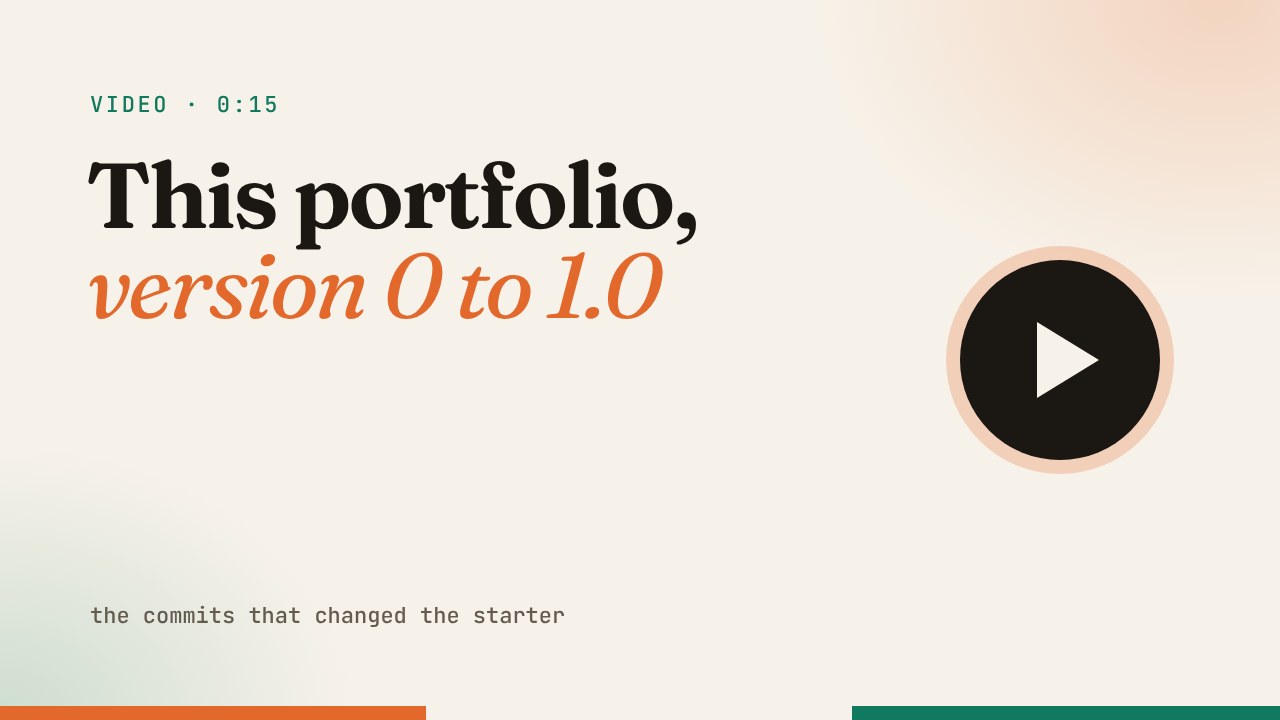 VIDEO · 0:15
This portfolio,
version 0 to 1.0
the commits that changed the starter